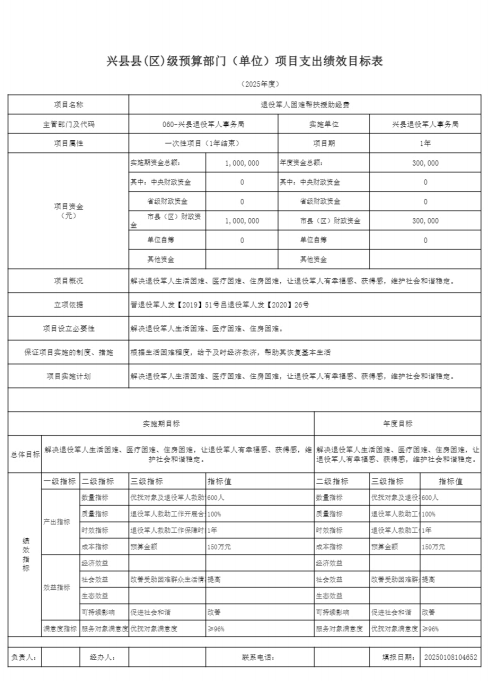 兴县县(区)级预算部门（单位）项目支出绩效目标表
（2025年度）
项目名称 退役军人困难帮扶援助经费
主管部门及代码 060-兴县退役军人事务局 实施单位 兴县退役军人事务局
项目属性 一次性项目（1年结束） 项目期 1年
项目资金（元） 实施期资金总额： 1,000,000 年度资金总额： 300,000
其中：中央财政资金 0 其中：中央财政资金 0
省级财政资金 0 省级财政资金 0
市县（区）财政资金 1,000,000 市县（区）财政资金 300,000
单位自筹 0 单位自筹 0
其他资金 其他资金
项目概况 解决退役军人生活困难、医疗困难、住房困难，让退役军人有幸福感、获得感，维护社会和谐稳定。
立项依据 晋退役军人发【2019】51号吕退役军人发【2020】26号
项目设立必要性 解决退役军人生活困难、医疗困难、住房困难。
保证项目实施的制度、措施 根据生活困难程度，给予及时经济救济，帮助其恢复基本生活
项目实施计划 解决退役军人生活困难、医疗困难、住房困难，让退役军人有幸福感、获得感，维护社会和谐稳定。
实施期目标 年度目标
总体目标 解决退役军人生活困难、医疗困难、住房困难，让退役军人有幸福感、获得感，维护社会和谐稳定。 解决退役军人生活困难、医疗困难、住房困难，让退役军人有幸福感、获得感，维护社会和谐稳定。
绩效指标 一级指标 二级指标 三级指标 指标值 二级指标 三级指标 指标值
产出指标 数量指标 优抚对象及退役军人救助 600人 数量指标 优抚对象及退役 600人
质量指标 退役军人救助工作开展合 100% 质量指标 退役军人救助工 100%
时效指标 退役军人救助工作保障时 1年 时效指标 退役军人救助工 1年
成本指标 预算金额 150万元 成本指标 预算金额 150万元
效益指标 经济效益 经济效益
社会效益 改善受助困难群众生活情 提高 社会效益 改善受助困难群 提高
生态效益 生态效益
可持续影响 促进社会和谐 改善 可持续影响 促进社会和谐 改善
满意度指标 服务对象满意度 优抚对象满意度 ≥96% 服务对象满意度 优抚对象满意度 ≥96%
负责人： 经办人： 联系电话： 填报日期： 20250108104652